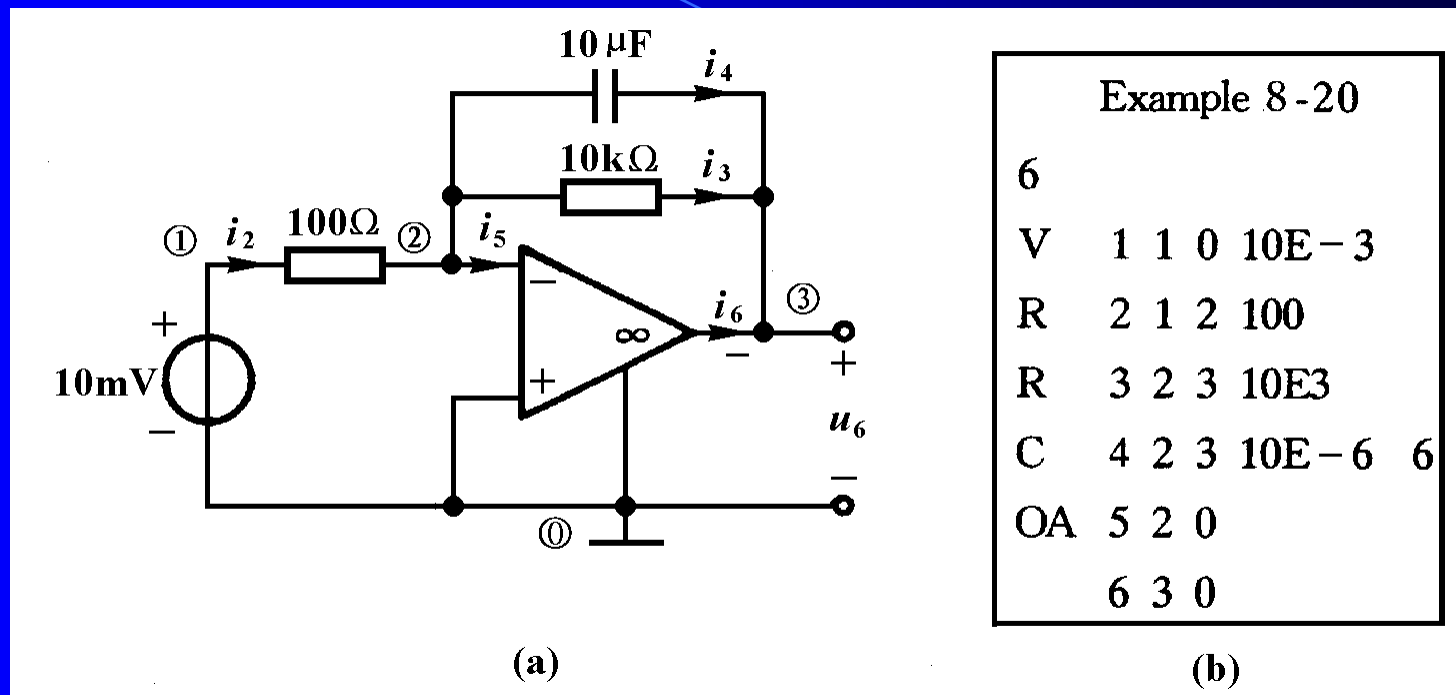 10 μF
i4
10kΩ
i3
① i2 100Ω ② i5
−
∞
+
i6 ③
−
+
10mV
−
+
u6
−
⓪
(a)
Example 8-20
6
V 1 1 0 10E−3
R 2 1 2 100
R 3 2 3 10E3
C 4 2 3 10E−6 6
OA 5 2 0
6 3 0
(b)